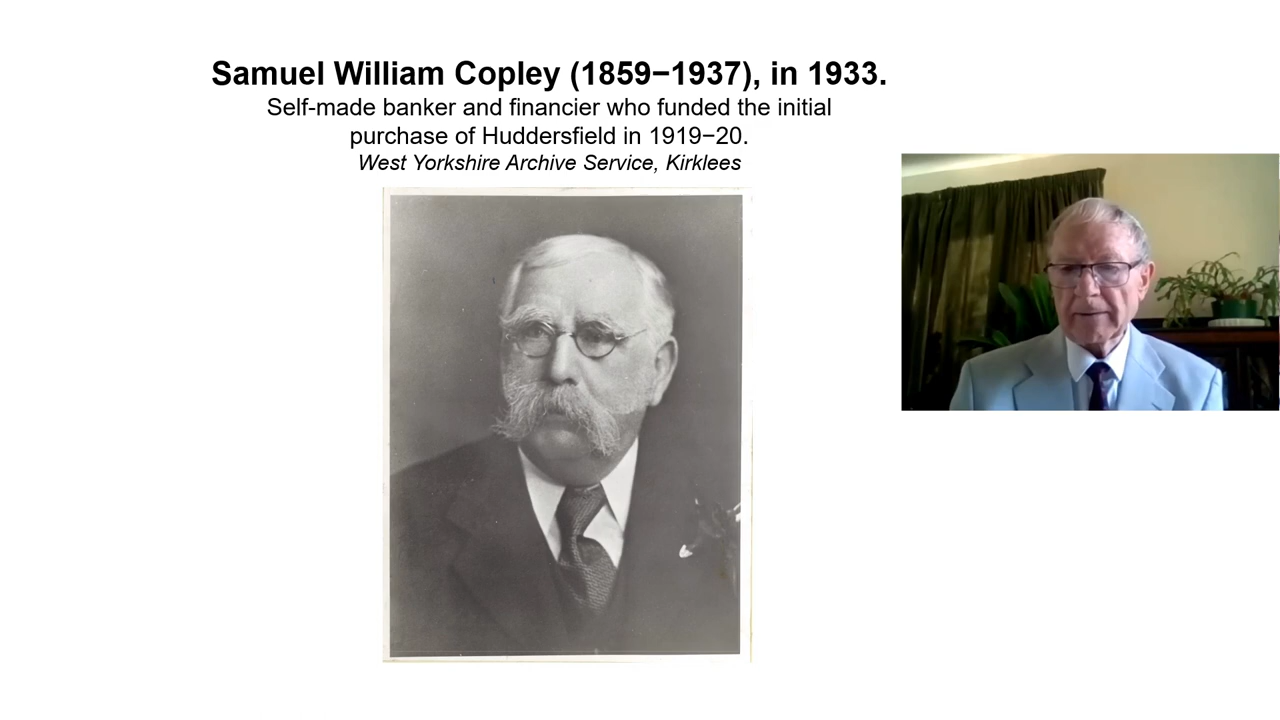 Samuel William Copley (1859−1937), in 1933.
Self-made banker and financier who funded the initial
purchase of Huddersfield in 1919−20.
West Yorkshire Archive Service, Kirklees